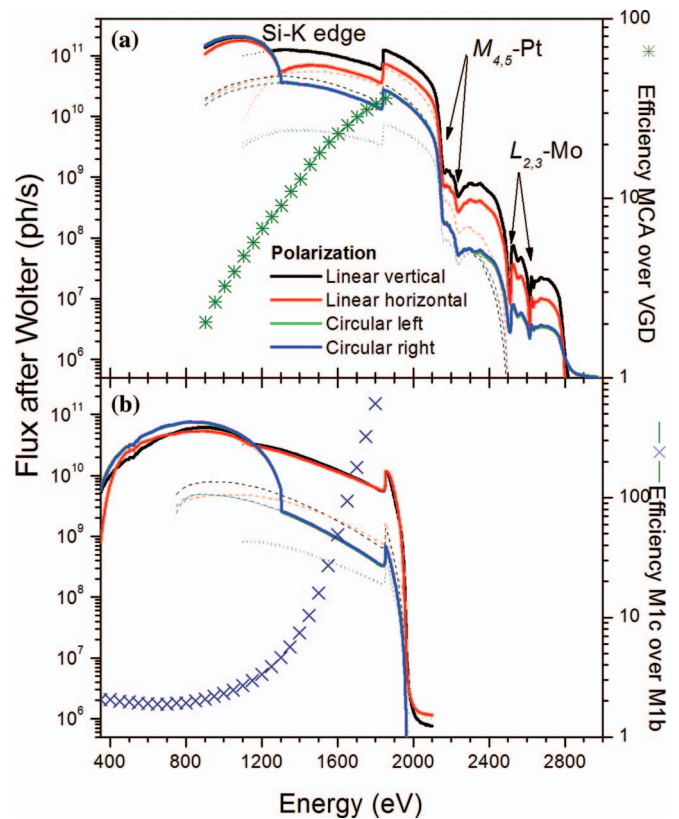 (a)
Si-K edge
M4,5-Pt
L2,3-Mo
Polarization
Linear vertical
Linear horizontal
Circular left
Circular right
10^11
10^10
10^9
10^8
10^7
10^6
100
10
1
Efficiency MCA over VGD
Flux after Wolter (ph/s)
(b)
10^11
10^10
10^9
10^8
10^7
10^6
100
10
1
Efficiency M1c over M1b
400 800 1200 1600 2000 2400 2800
Energy (eV)